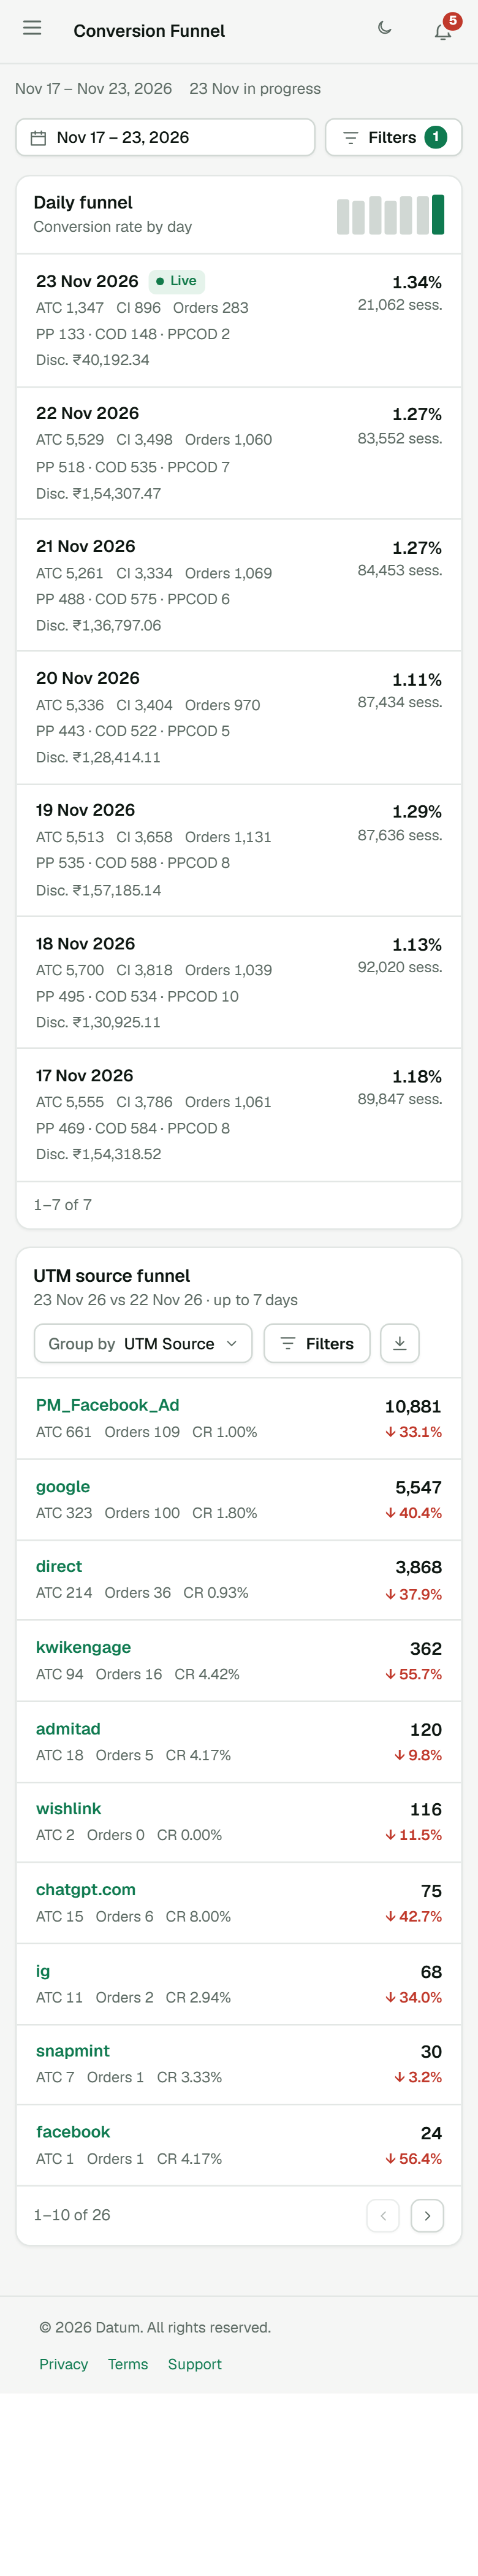 Conversion Funnel
5
Nov 17 – Nov 23, 2026 23 Nov in progress
Nov 17 – 23, 2026 Filters 1
Daily funnel
Conversion rate by day
23 Nov 2026 Live 1.34%
ATC 1,347 CI 896 Orders 283 21,062 sess.
PP 133 · COD 148 · PPCOD 2
Disc. ₹40,192.34
22 Nov 2026 1.27%
ATC 5,529 CI 3,498 Orders 1,060 83,552 sess.
PP 518 · COD 535 · PPCOD 7
Disc. ₹1,54,307.47
21 Nov 2026 1.27%
ATC 5,261 CI 3,334 Orders 1,069 84,453 sess.
PP 488 · COD 575 · PPCOD 6
Disc. ₹1,36,797.06
20 Nov 2026 1.11%
ATC 5,336 CI 3,404 Orders 970 87,434 sess.
PP 443 · COD 522 · PPCOD 5
Disc. ₹1,28,414.11
19 Nov 2026 1.29%
ATC 5,513 CI 3,658 Orders 1,131 87,636 sess.
PP 535 · COD 588 · PPCOD 8
Disc. ₹1,57,185.14
18 Nov 2026 1.13%
ATC 5,700 CI 3,818 Orders 1,039 92,020 sess.
PP 495 · COD 534 · PPCOD 10
Disc. ₹1,30,925.11
17 Nov 2026 1.18%
ATC 5,555 CI 3,786 Orders 1,061 89,847 sess.
PP 469 · COD 584 · PPCOD 8
Disc. ₹1,54,318.52
1–7 of 7
UTM source funnel
23 Nov 26 vs 22 Nov 26 · up to 7 days
Group by UTM Source Filters
PM_Facebook_Ad 10,881
ATC 661 Orders 109 CR 1.00% ↓ 33.1%
google 5,547
ATC 323 Orders 100 CR 1.80% ↓ 40.4%
direct 3,868
ATC 214 Orders 36 CR 0.93% ↓ 37.9%
kwikengage 362
ATC 94 Orders 16 CR 4.42% ↓ 55.7%
admitad 120
ATC 18 Orders 5 CR 4.17% ↓ 9.8%
wishlink 116
ATC 2 Orders 0 CR 0.00% ↓ 11.5%
chatgpt.com 75
ATC 15 Orders 6 CR 8.00% ↓ 42.7%
ig 68
ATC 11 Orders 2 CR 2.94% ↓ 34.0%
snapmint 30
ATC 7 Orders 1 CR 3.33% ↓ 3.2%
facebook 24
ATC 1 Orders 1 CR 4.17% ↓ 56.4%
1–10 of 26
© 2026 Datum. All rights reserved.
Privacy Terms Support